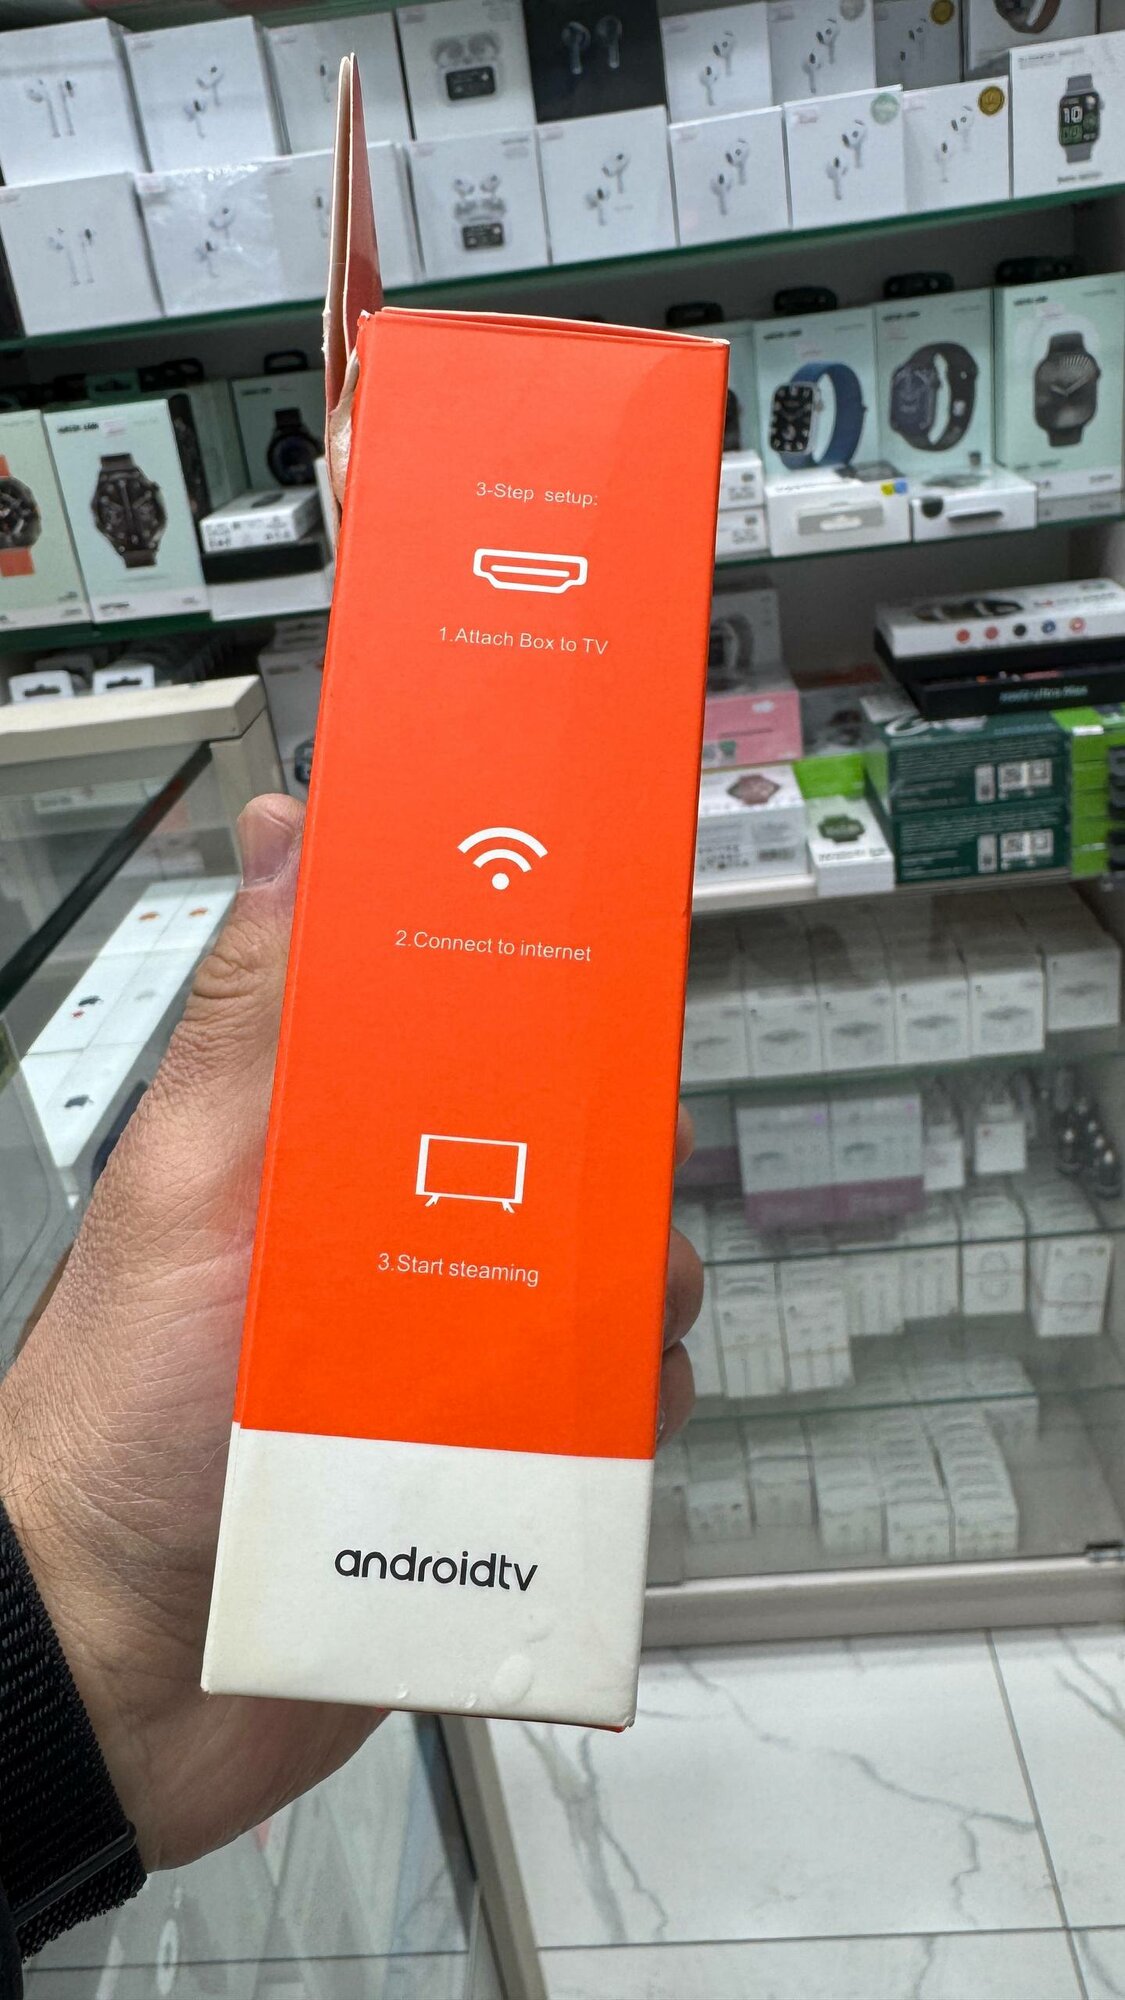 3-Step setup:
1.Attach Box to TV
2.Connect to internet
3.Start steaming
androidtv